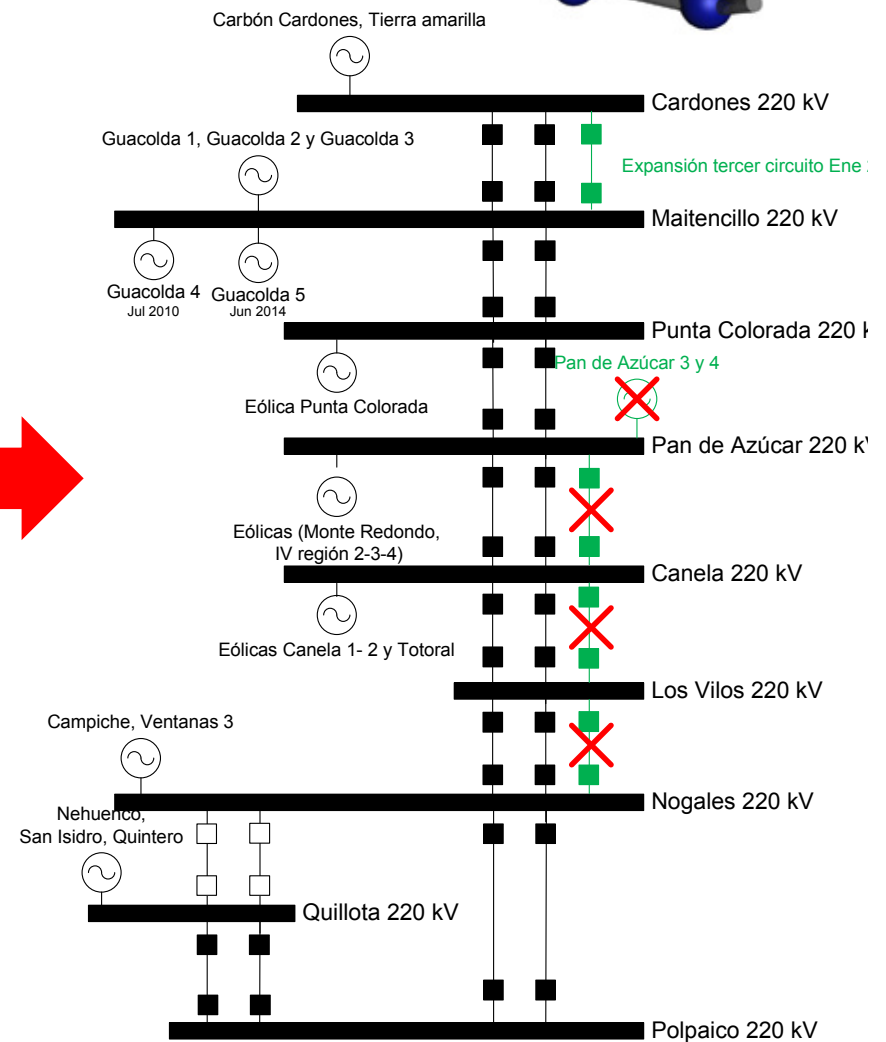 Carbón Cardones, Tierra amarilla
Cardones 220 kV
Guacolda 1, Guacolda 2 y Guacolda 3
Expansión tercer circuito Ene
Maitencillo 220 kV
Guacolda 4
Jul 2010
Guacolda 5
Jun 2014
Punta Colorada 220
Pan de Azúcar 3 y 4
Eólica Punta Colorada
Pan de Azúcar 220 kV
Eólicas (Monte Redondo,
IV región 2-3-4)
Canela 220 kV
Eólicas Canela 1- 2 y Totoral
Los Vilos 220 kV
Campiche, Ventanas 3
Nogales 220 kV
Nehuenco,
San Isidro, Quintero
Quillota 220 kV
Polpaico 220 kV